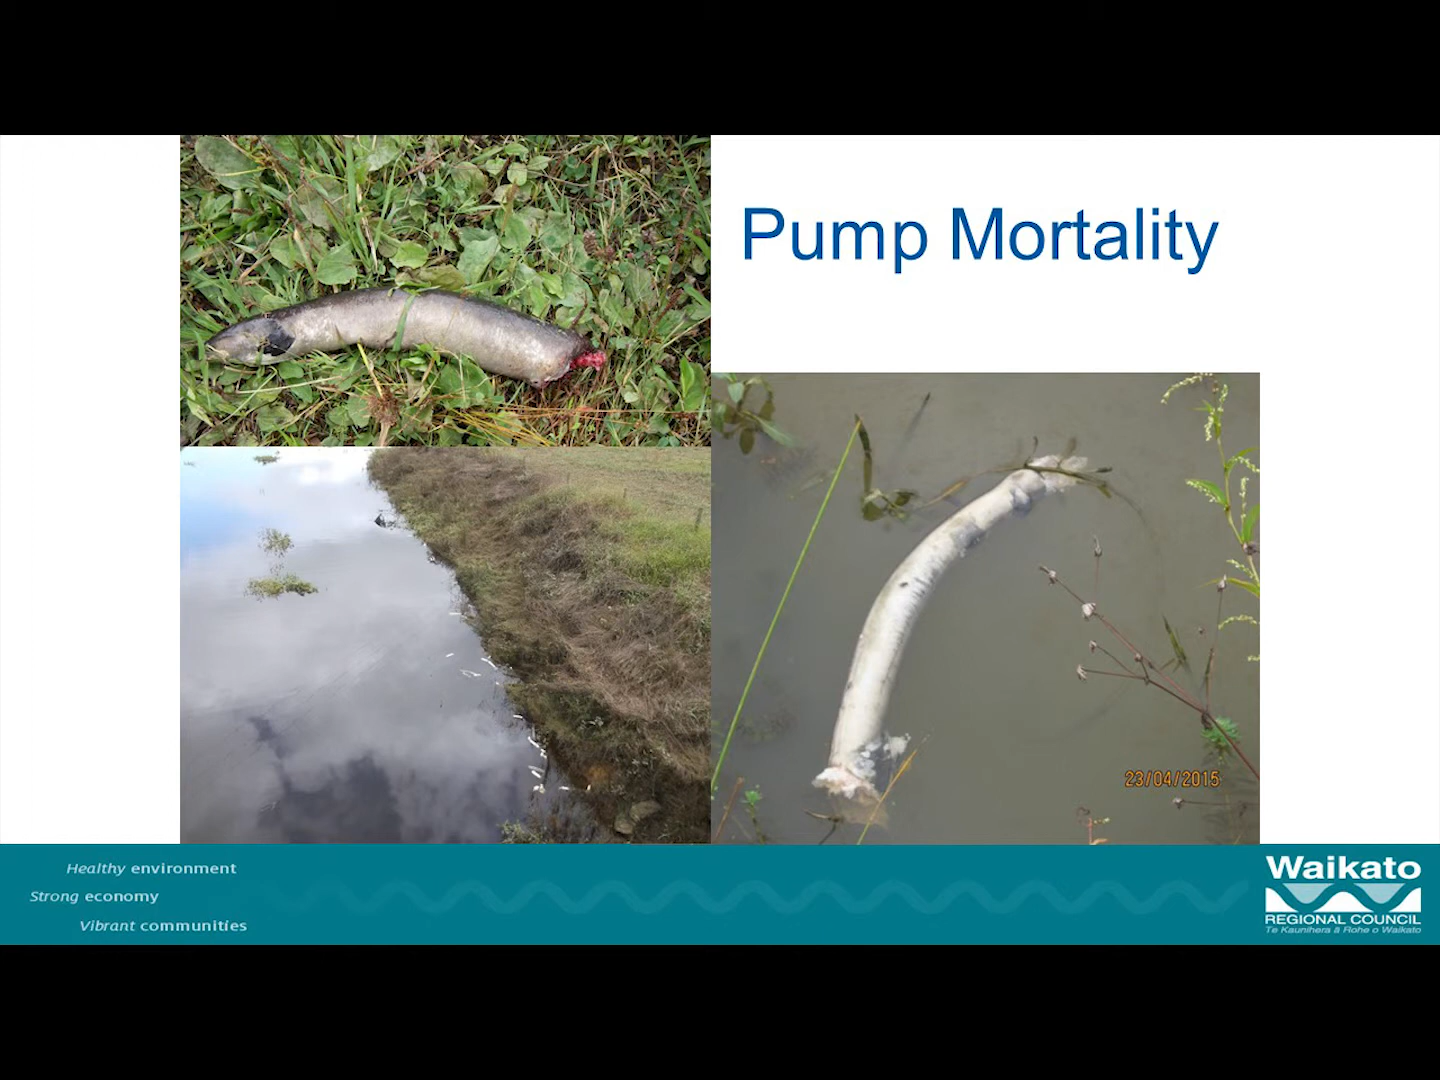 Pump Mortality
23/04/2015
Healthy environment
Strong economy
Vibrant communities
Waikato
REGIONAL COUNCIL
Te Kaunihera ā Rohe o Waikato